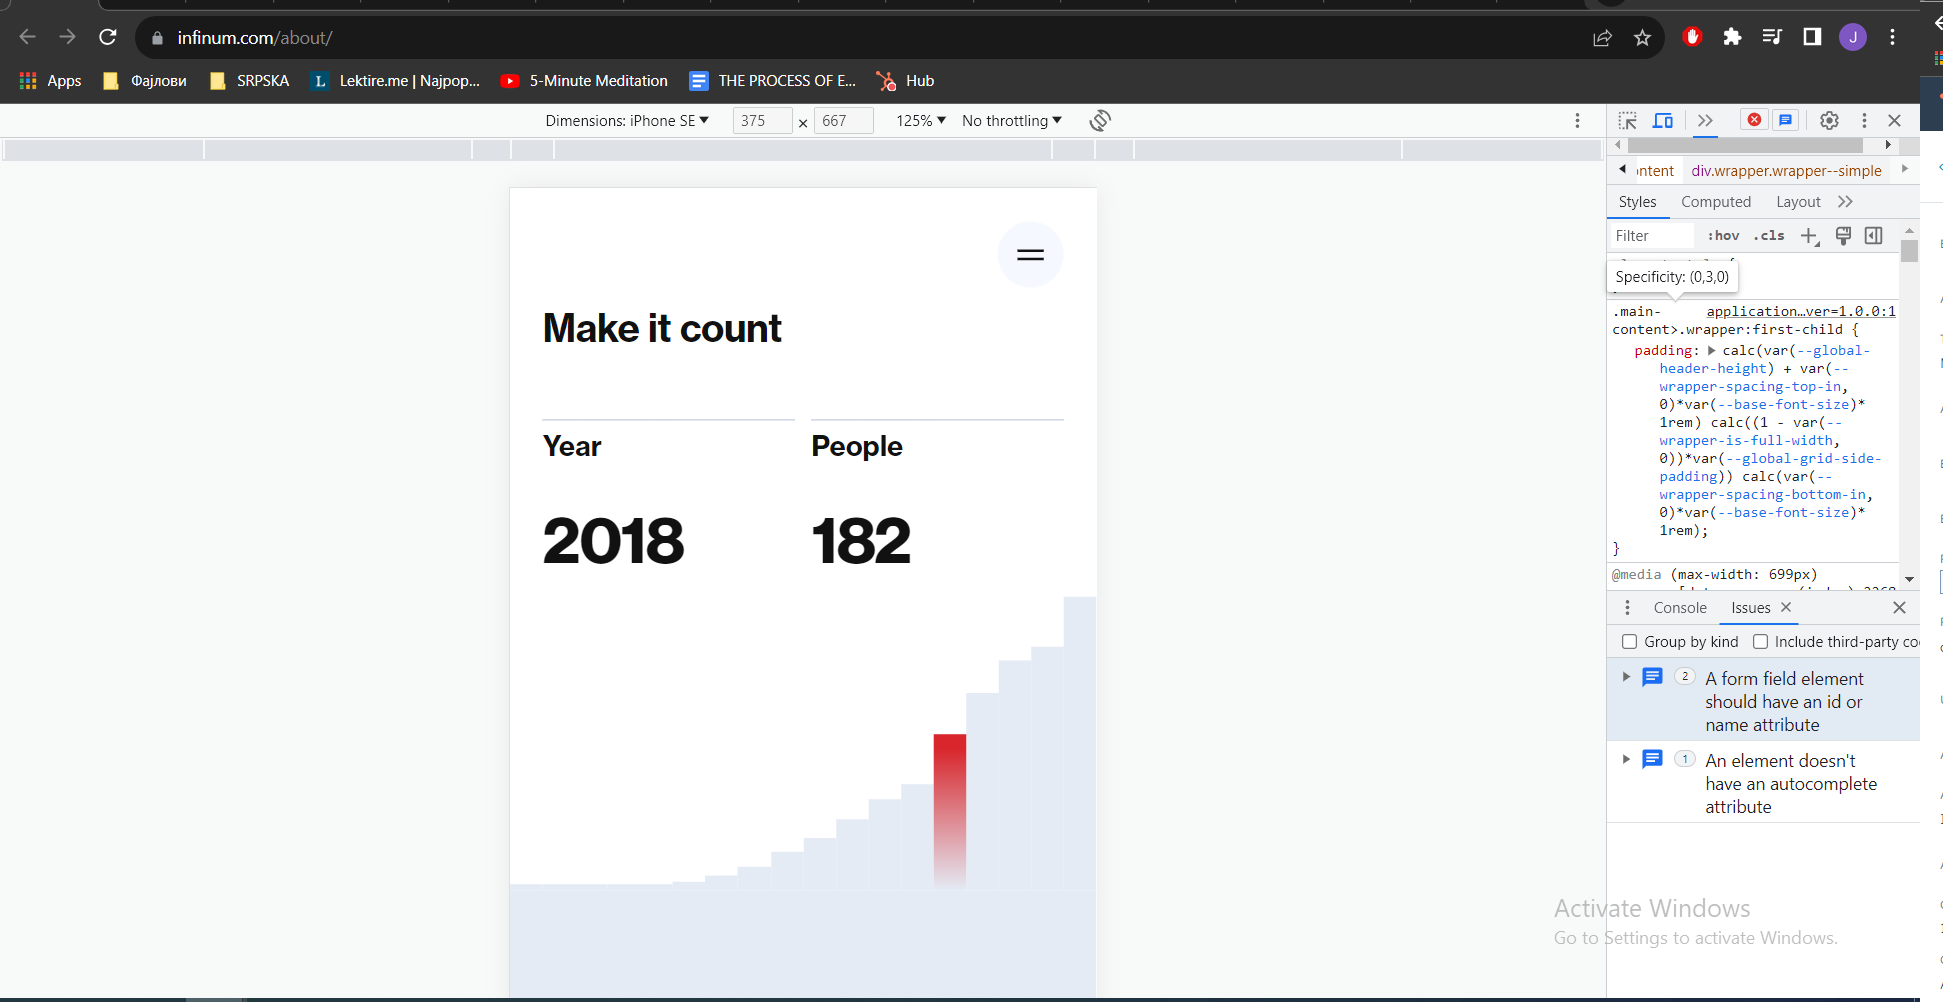 infinum.com/about/
J
Apps
Фајлови
SRPSKA
L Lektire.me | Najpop...
5-Minute Meditation
THE PROCESS OF E...
Hub
Dimensions: iPhone SE ▼ 375 × 667 125% ▼ No throttling ▼
ontent div.wrapper.wrapper--simple
Styles Computed Layout
Filter :hov .cls
Specificity: (0,3,0)
.main- application…ver=1.0.0:1
content>.wrapper:first-child {
padding: calc(var(--global-
header-height) + var(--
wrapper-spacing-top-in,
0)*var(--base-font-size)*
1rem) calc((1 - var(--
wrapper-is-full-width,
0))*var(--global-grid-side-
padding)) calc(var(--
wrapper-spacing-bottom-in,
0)*var(--base-font-size)*
1rem);
}
@media (max-width: 699px)
Console Issues
Group by kind Include third-party co
2 A form field element
should have an id or
name attribute
1 An element doesn't
have an autocomplete
attribute
Make it count
Year People
2018 182
Activate Windows
Go to Settings to activate Windows.